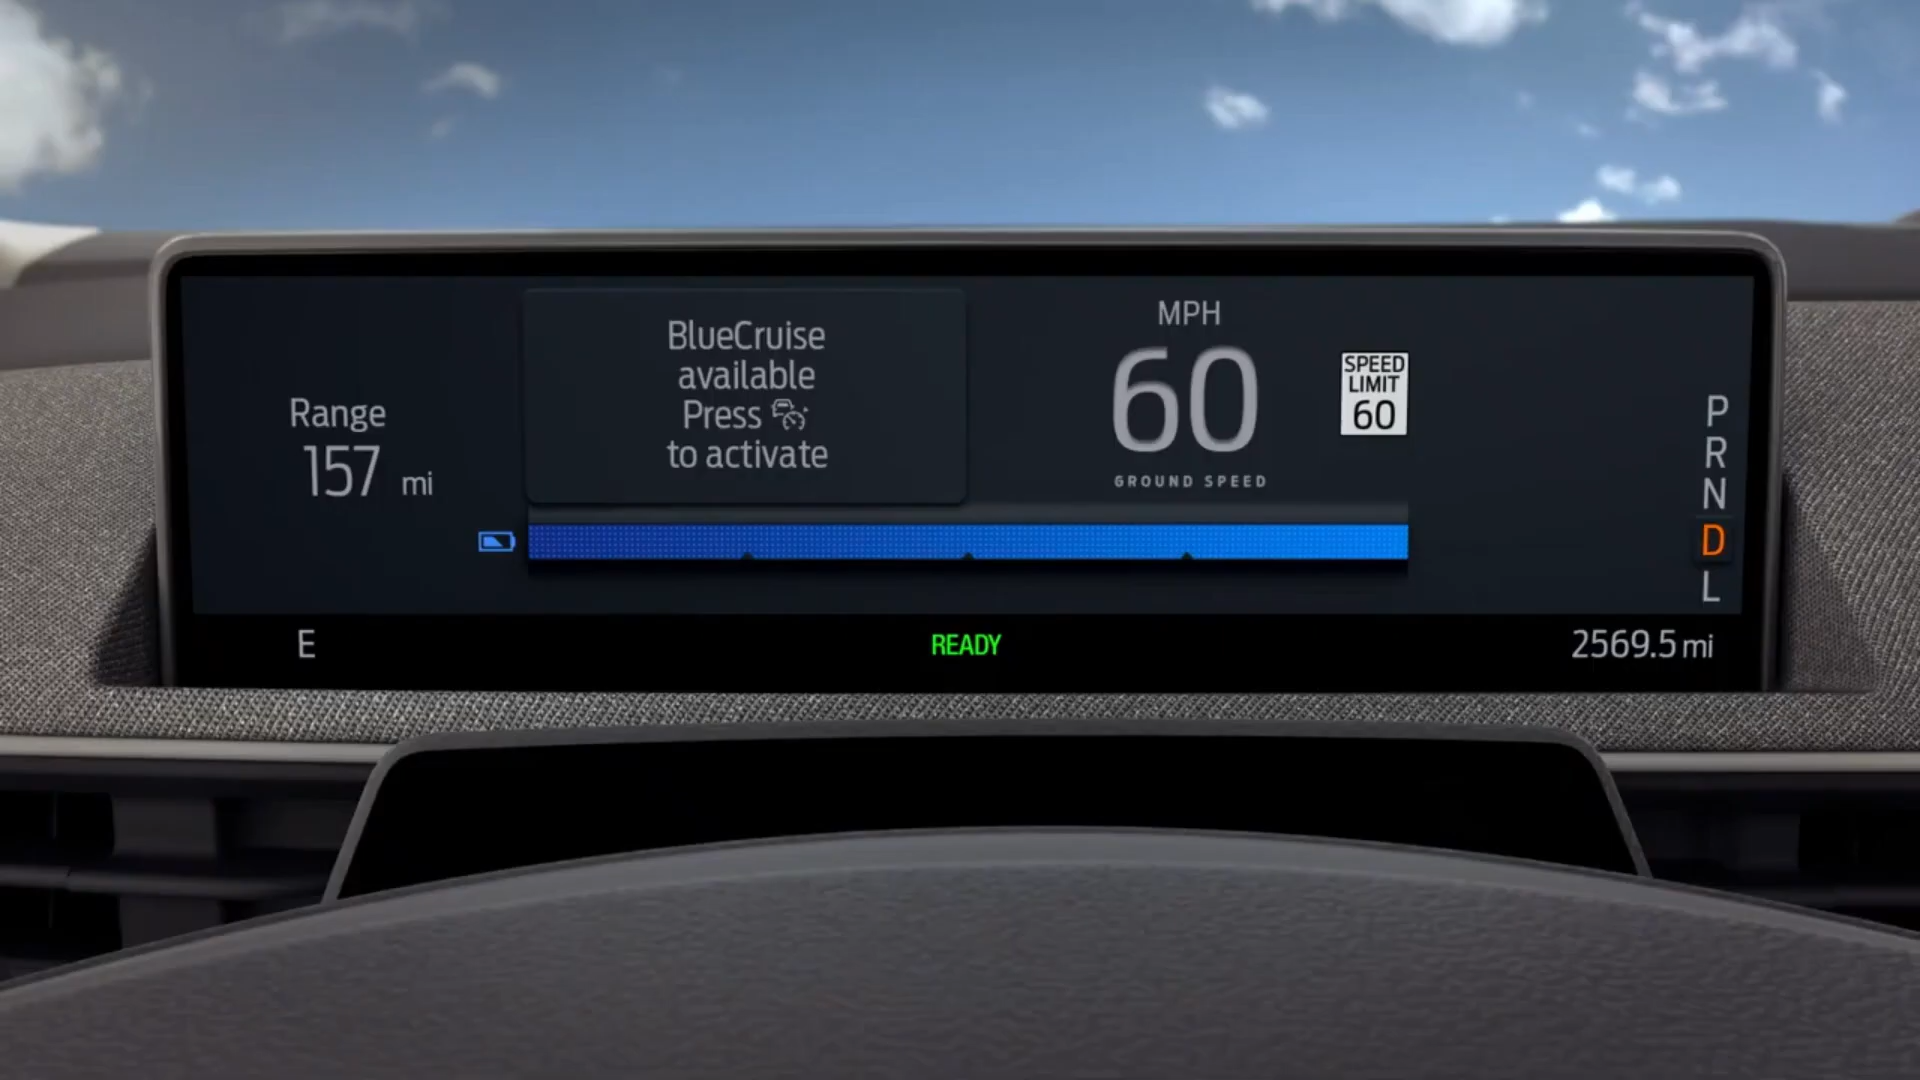 BlueCruise
available
Press
to activate
MPH
60
GROUND SPEED
SPEED
LIMIT
60
Range
157 mi
P
R
N
D
L
E
READY
2569.5 mi